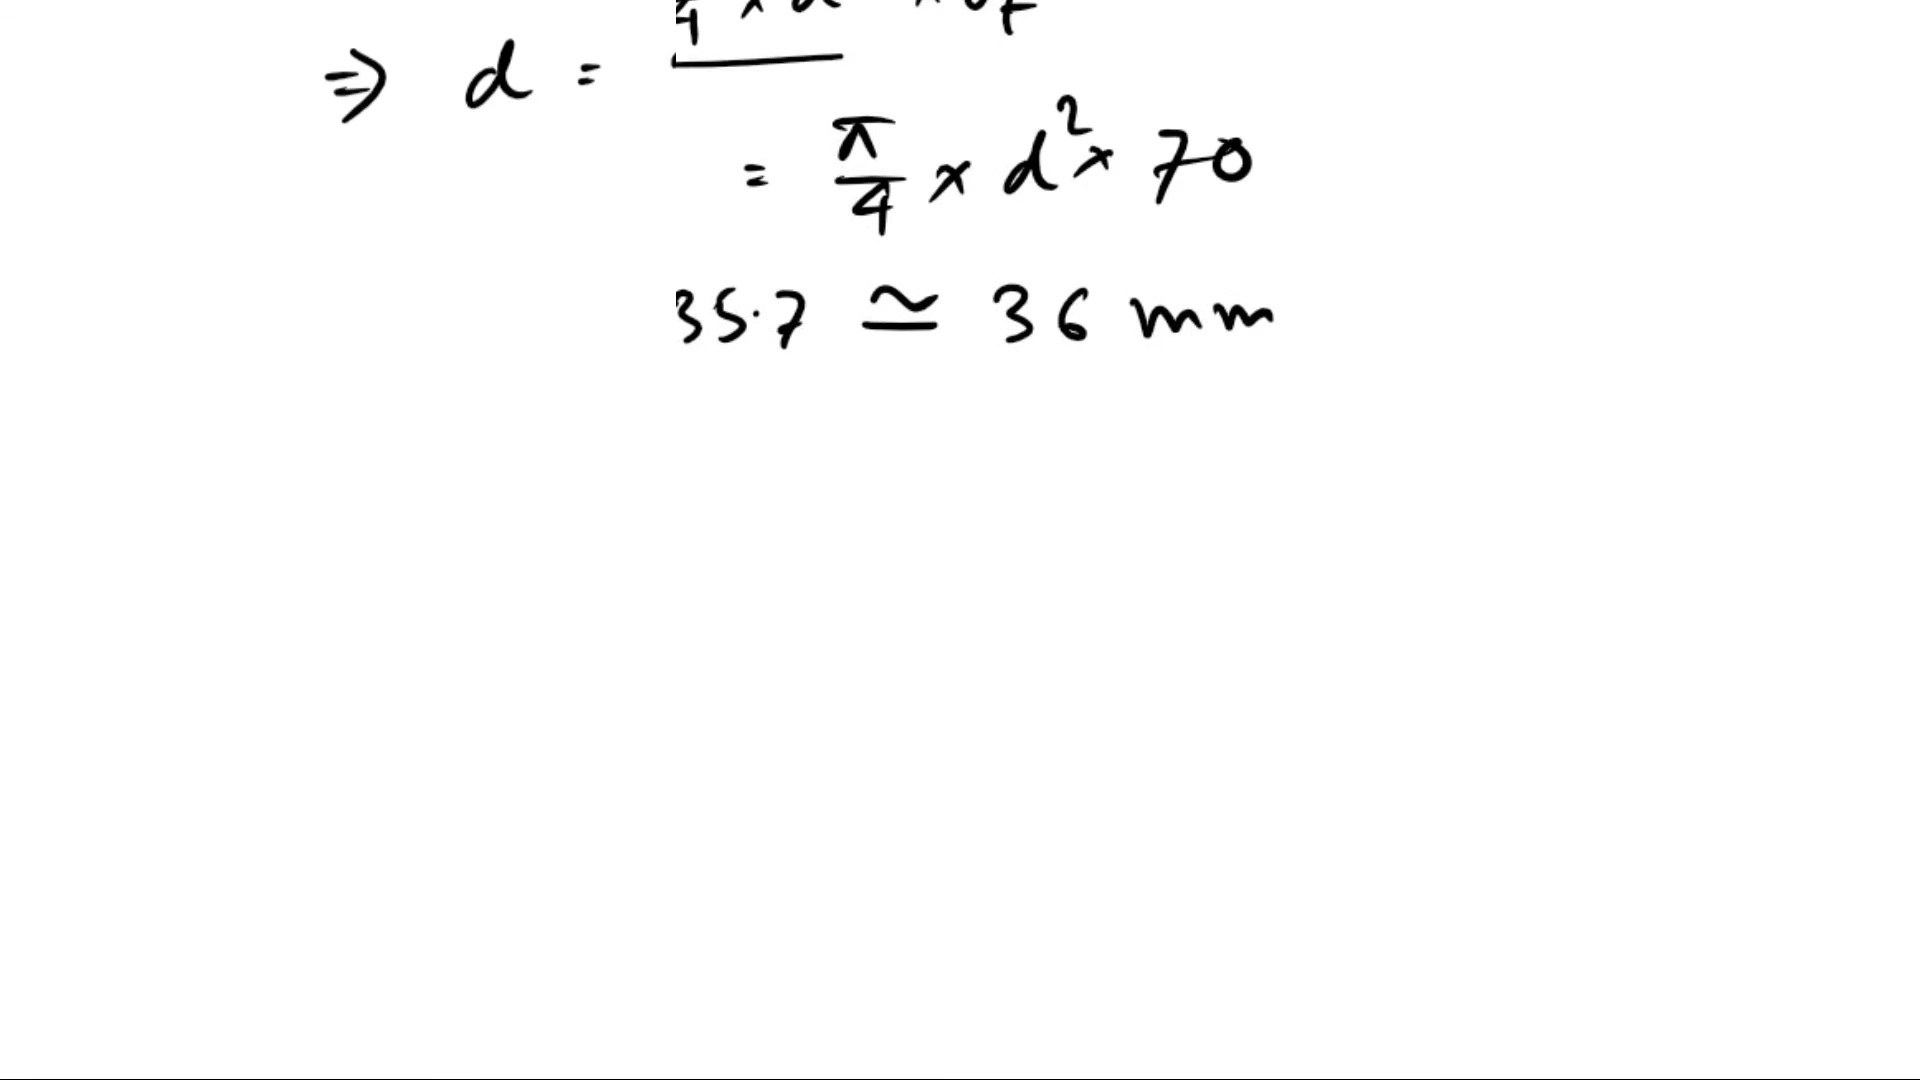 ⇒ d =
= π/4 × d² × 70
35.7 ≃ 36 mm